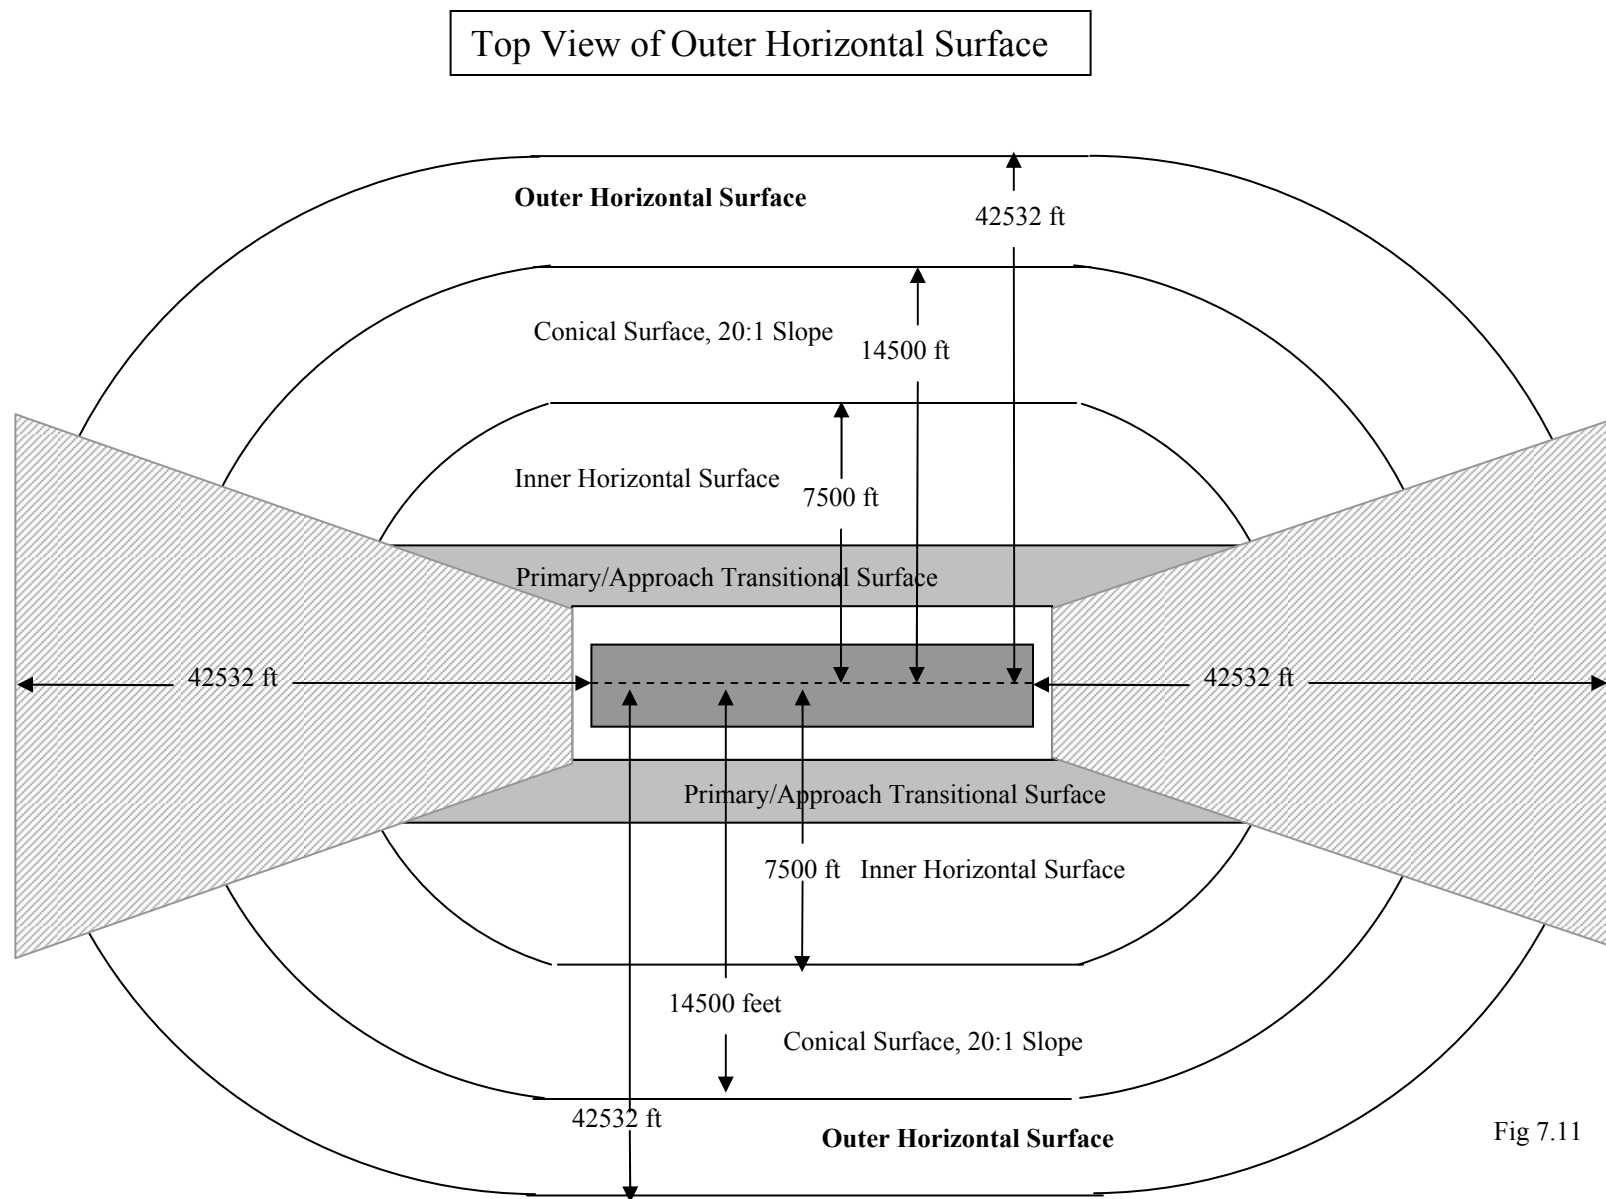 Top View of Outer Horizontal Surface
Outer Horizontal Surface
42532 ft
Conical Surface, 20:1 Slope
14500 ft
Inner Horizontal Surface
7500 ft
Primary/Approach Transitional Surface
42532 ft
42532 ft
Primary/Approach Transitional Surface
7500 ft
Inner Horizontal Surface
14500 feet
Conical Surface, 20:1 Slope
42532 ft
Outer Horizontal Surface
Fig 7.11